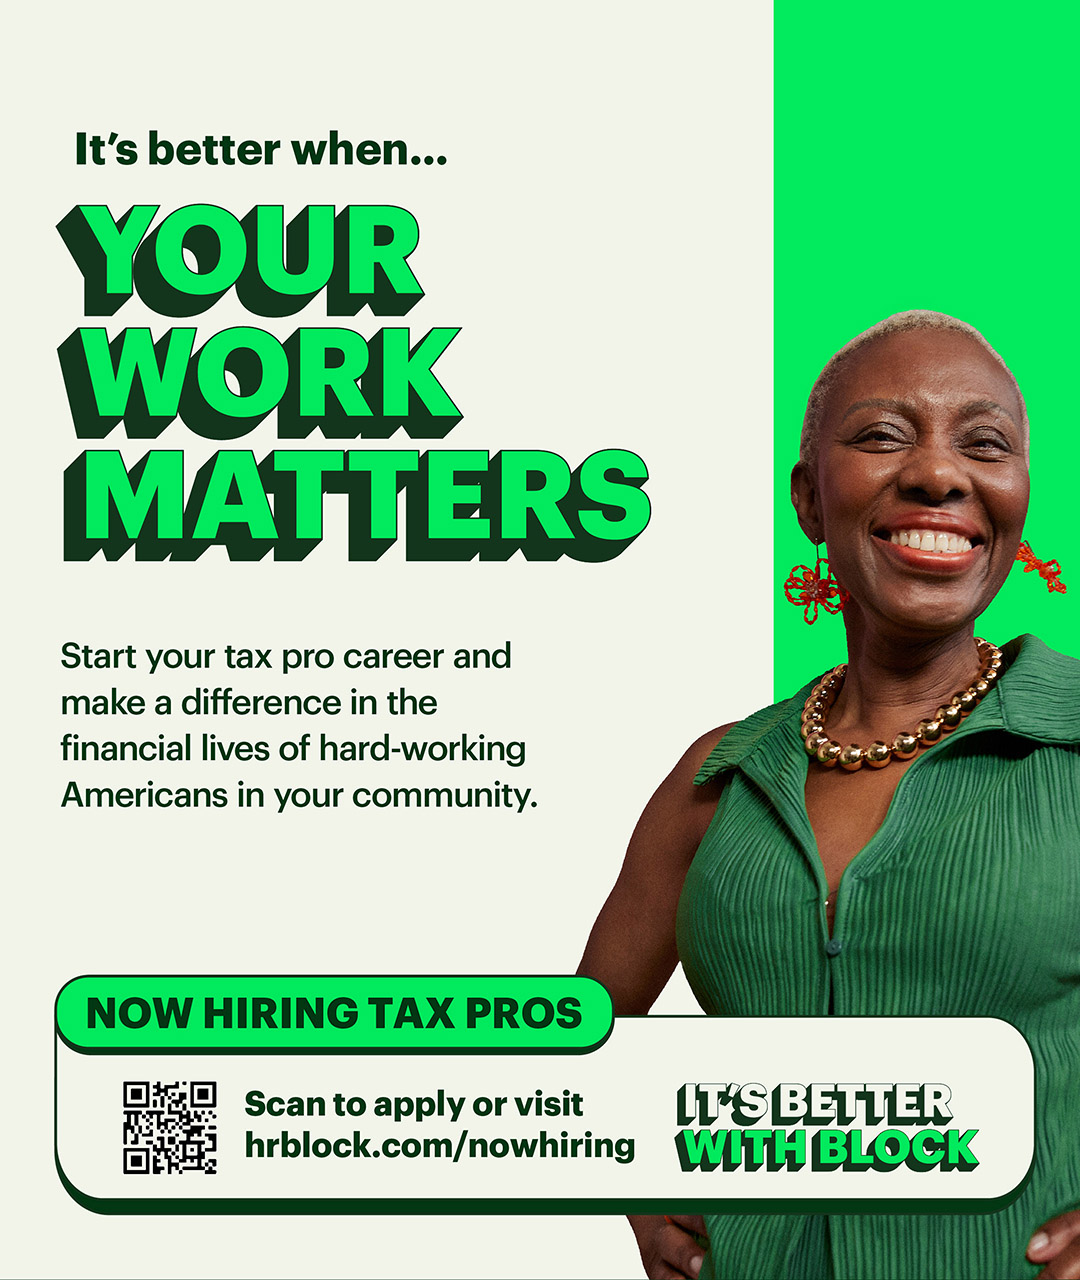 It's better when...
YOUR
WORK
MATTERS
Start your tax pro career and
make a difference in the
financial lives of hard-working
Americans in your community.
NOW HIRING TAX PROS
Scan to apply or visit
hrblock.com/nowhiring
IT'S BETTER
WITH BLOCK